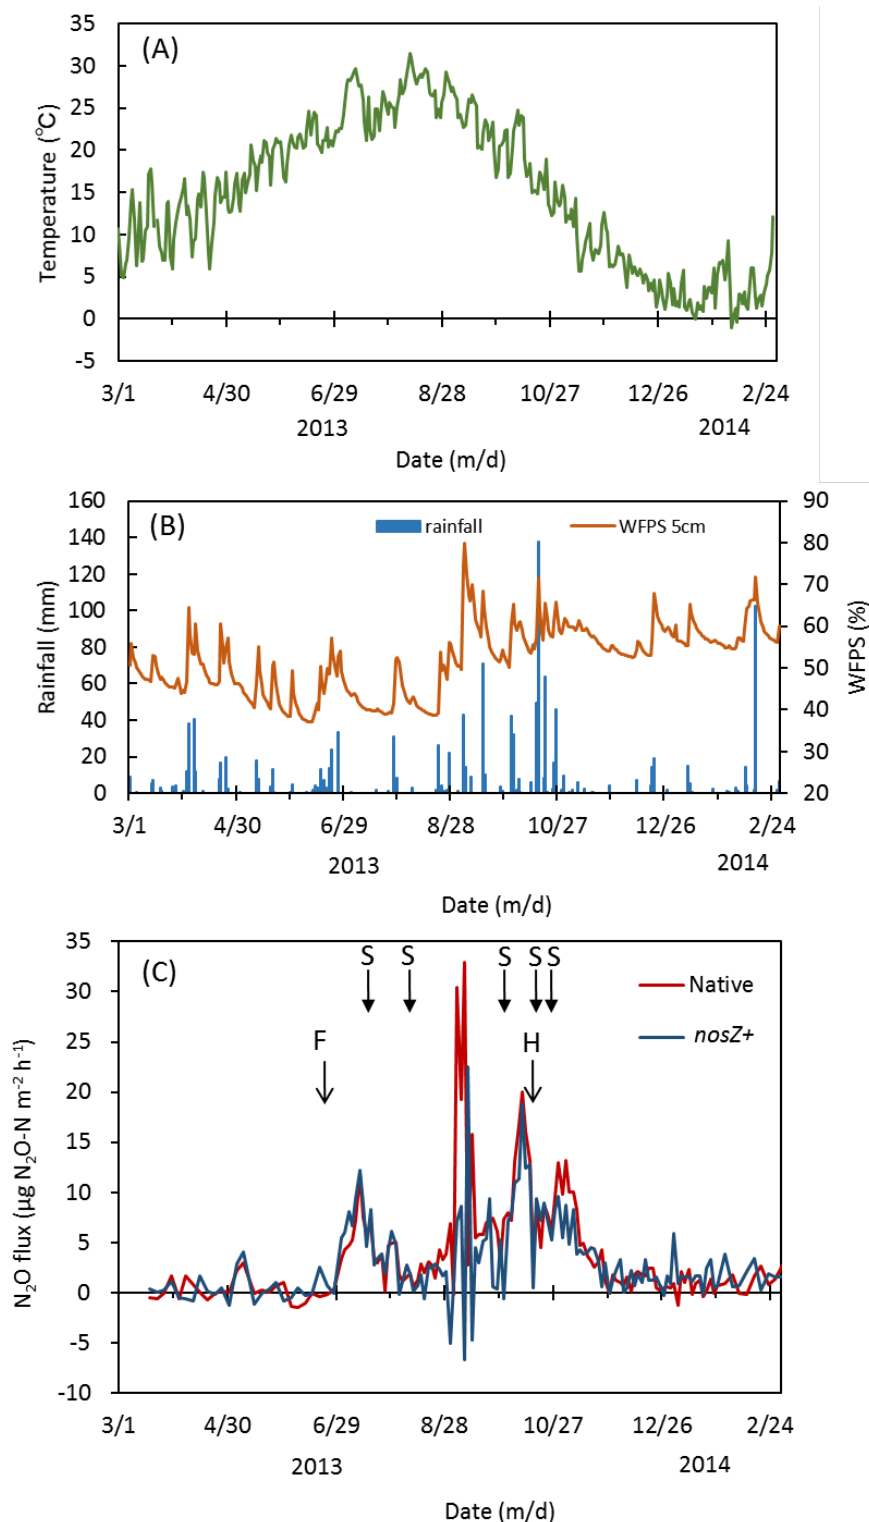 (A)
35
30
25
20
15
10
5
0
-5
Temperature (℃)
3/1 4/30 6/29 8/28 10/27 12/26 2/24
2013 2014
Date (m/d)
(B)
rainfall WFPS 5cm
160 90
140 80
120 70
100 60
80 50
60 40
40 30
20 20
0
Rainfall (mm)
WFPS (%)
3/1 4/30 6/29 8/28 10/27 12/26 2/24
2013 2014
Date (m/d)
(C)
S S S S S
Native
nosZ+
F H
35
30
25
20
15
10
5
0
-5
-10
N₂O flux (µg N₂O-N m⁻² h⁻¹)
3/1 4/30 6/29 8/28 10/27 12/26 2/24
2013 2014
Date (m/d)